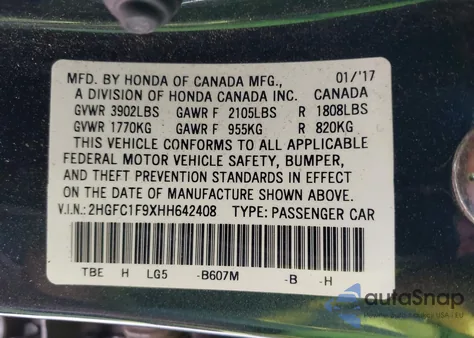 MFD. BY HONDA OF CANADA MFG., 01/'17
A DIVISION OF HONDA CANADA INC. CANADA
GVWR 3902LBS GAWR F 2105LBS R 1808LBS
GVWR 1770KG GAWR F 955KG R 820KG
THIS VEHICLE CONFORMS TO ALL APPLICABLE
FEDERAL MOTOR VEHICLE SAFETY, BUMPER,
AND THEFT PREVENTION STANDARDS IN EFFECT
ON THE DATE OF MANUFACTURE SHOWN ABOVE.
V.I.N.: 2HGFC1F9XHH642408 TYPE: PASSENGER CAR
TBE H LG5 -B607M -B -H
autaSnap